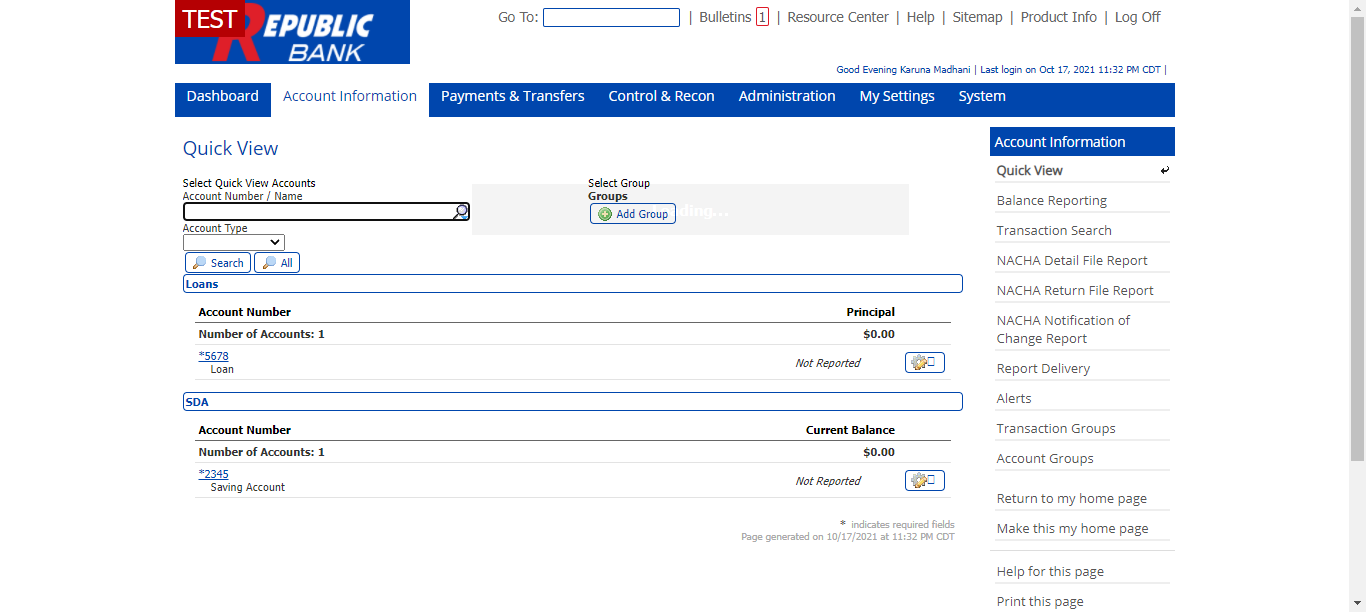 TEST
REPUBLIC
BANK
Go To: | Bulletins 1 | Resource Center | Help | Sitemap | Product Info | Log Off
Good Evening Karuna Madhani | Last login on Oct 17, 2021 11:32 PM CDT |
Dashboard Account Information Payments & Transfers Control & Recon Administration My Settings System
Quick View
Select Quick View Accounts
Account Number / Name
Account Type
Search All
Select Group
Groups
Add Group
Loans
Account Number Principal
Number of Accounts: 1 $0.00
*5678 Not Reported
Loan
SDA
Account Number Current Balance
Number of Accounts: 1 $0.00
*2345 Not Reported
Saving Account
* indicates required fields
Page generated on 10/17/2021 at 11:32 PM CDT
Account Information
Quick View
Balance Reporting
Transaction Search
NACHA Detail File Report
NACHA Return File Report
NACHA Notification of
Change Report
Report Delivery
Alerts
Transaction Groups
Account Groups
Return to my home page
Make this my home page
Help for this page
Print this page